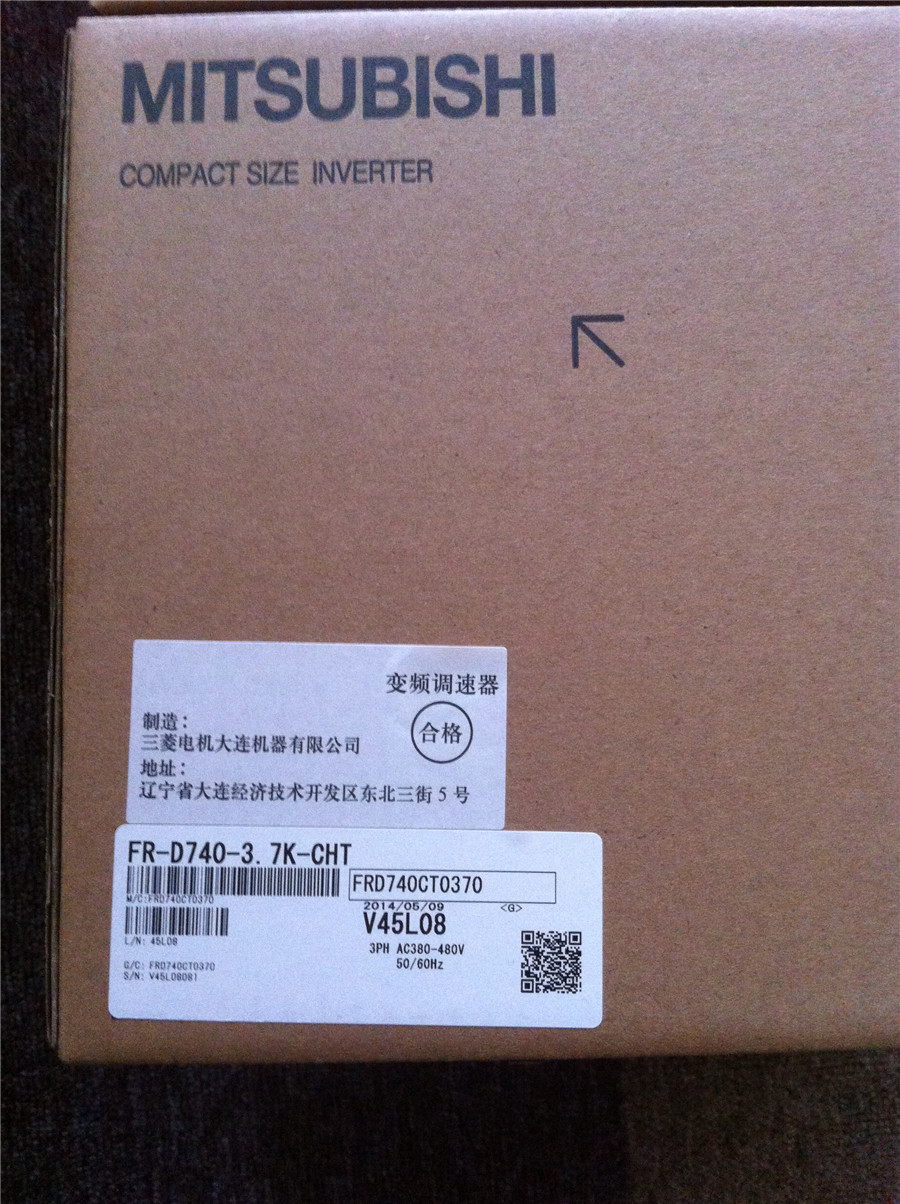 MITSUBISHI
COMPACT SIZE INVERTER
变频调速器
合格
制造：
三菱电机大连机器有限公司
地址：
辽宁省大连经济技术开发区东北三街 5 号
FR-D740-3.7K-CHT
FRD740CT0370
M/C:FRD740CT0370
2014/05/09 <G>
V45L08
L/N: 45L08
3PH AC380-480V
50/60Hz
G/C: FRD740CT0370
S/N: V45L08081